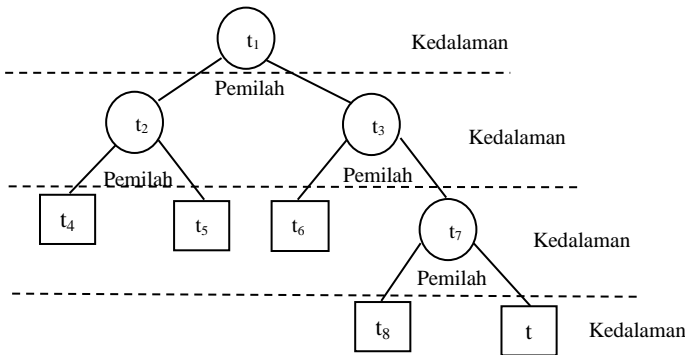 t₁
Kedalaman
Pemilah
t₂
t₃
Kedalaman
Pemilah
Pemilah
t₄
t₅
t₆
t₇
Kedalaman
Pemilah
t₈
t
Kedalaman